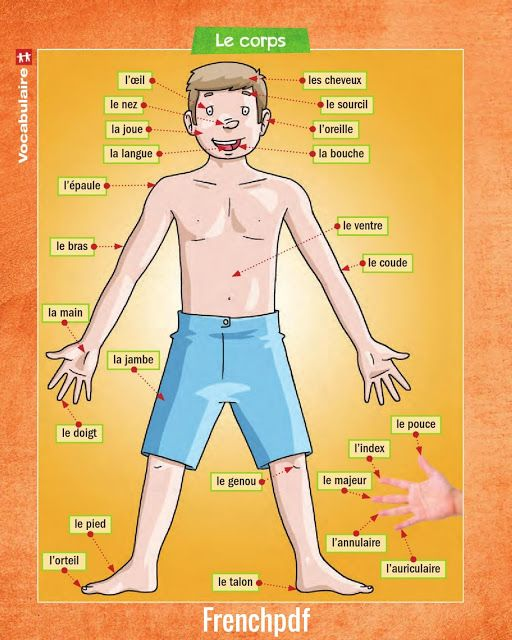 Le corps
Vocabulaire
l'œil
les cheveux
le nez
le sourcil
la joue
l'oreille
la langue
la bouche
l'épaule
le ventre
le bras
le coude
la main
la jambe
le doigt
le pouce
l'index
le genou
le majeur
le pied
l'annulaire
l'orteil
l'auriculaire
le talon
Frenchpdf